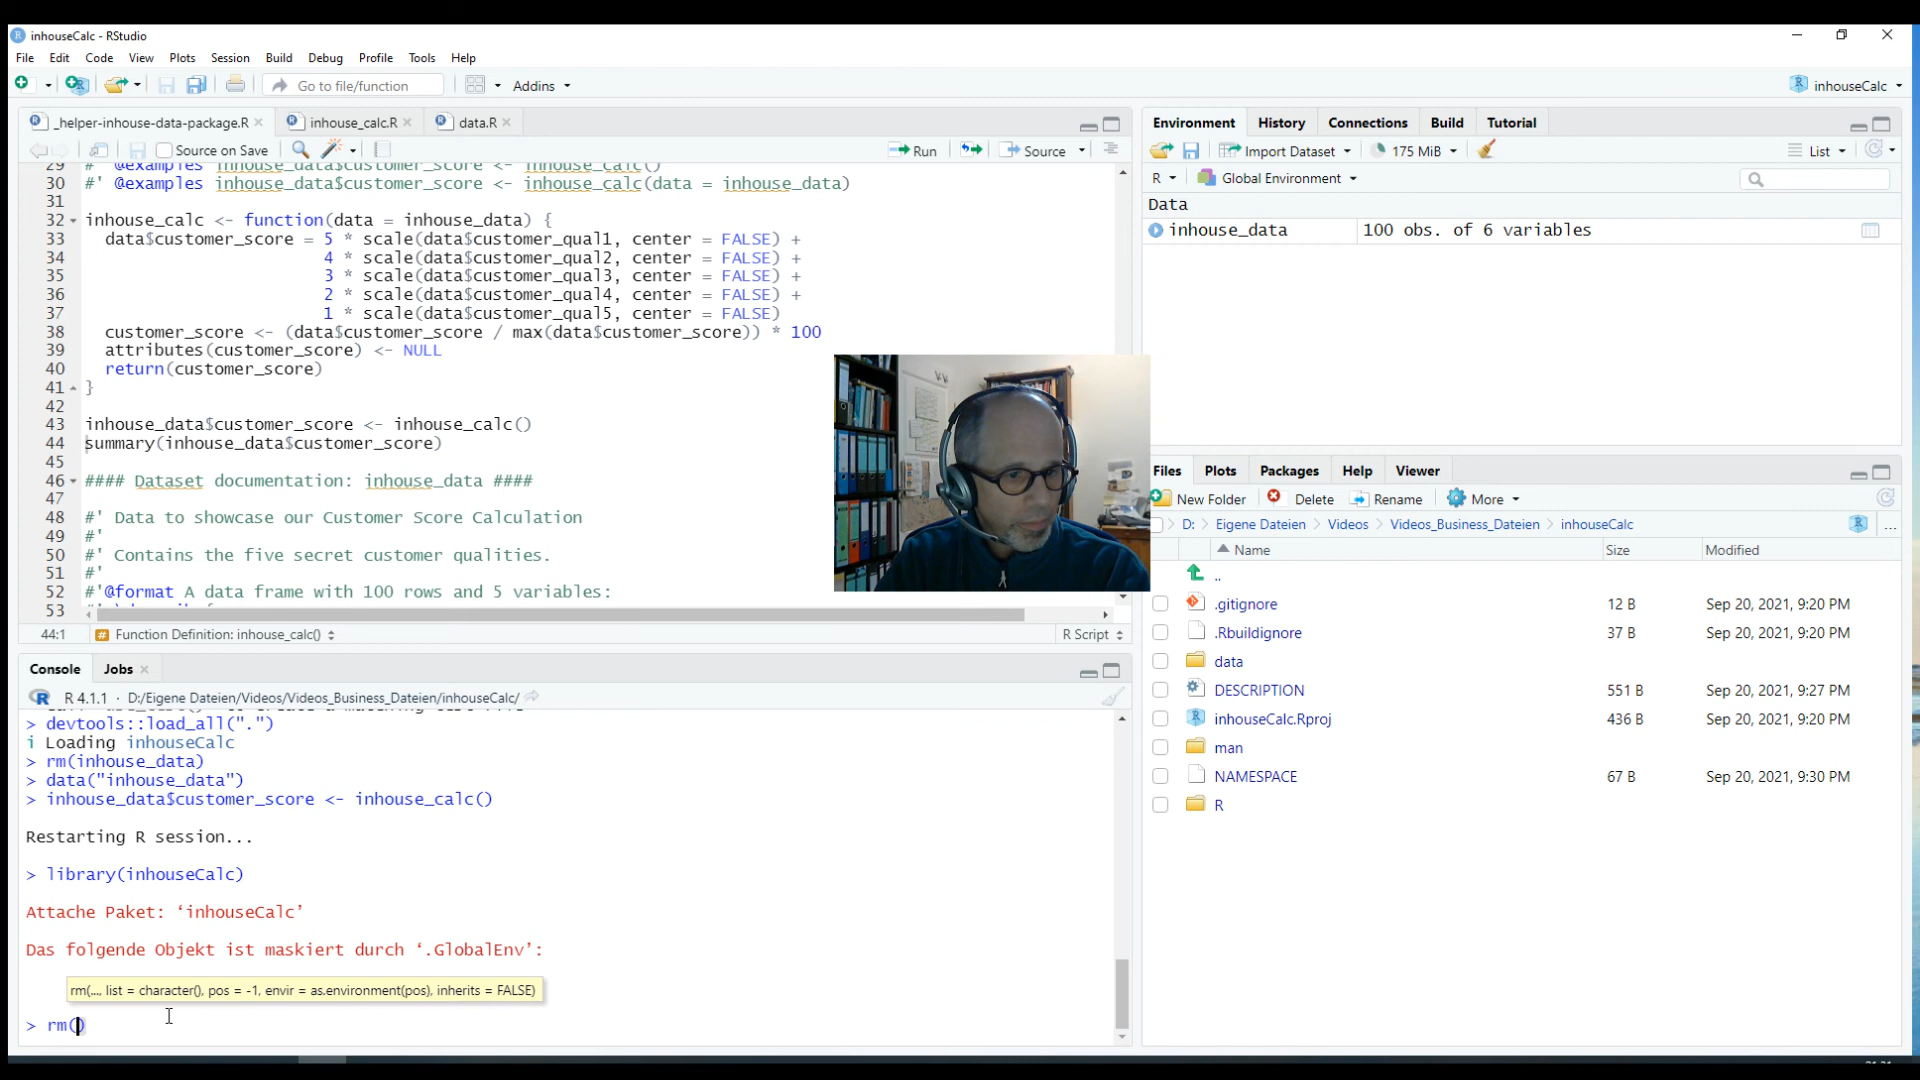 inhouseCalc - RStudio
File Edit Code View Plots Session Build Debug Profile Tools Help
Go to file/function Addins inhouseCalc
_helper-inhouse-data-package.R inhouse_calc.R data.R
Source on Save Run Source
29 #' @examples inhouse_data$customer_score <- inhouse_calc()
30 #' @examples inhouse_data$customer_score <- inhouse_calc(data = inhouse_data)
31
32 inhouse_calc <- function(data = inhouse_data) {
33 data$customer_score = 5 * scale(data$customer_qual1, center = FALSE) +
34 4 * scale(data$customer_qual2, center = FALSE) +
35 3 * scale(data$customer_qual3, center = FALSE) +
36 2 * scale(data$customer_qual4, center = FALSE) +
37 1 * scale(data$customer_qual5, center = FALSE)
38 customer_score <- (data$customer_score / max(data$customer_score)) * 100
39 attributes(customer_score) <- NULL
40 return(customer_score)
41 }
42
43 inhouse_data$customer_score <- inhouse_calc()
44 summary(inhouse_data$customer_score)
45
46 #### Dataset documentation: inhouse_data ####
47
48 #' Data to showcase our Customer Score Calculation
49 #'
50 #' Contains the five secret customer qualities.
51 #'
52 #'@format A data frame with 100 rows and 5 variables:
53
44:1 Function Definition: inhouse_calc() R Script
Console Jobs
R 4.1.1 · D:/Eigene Dateien/Videos/Videos_Business_Dateien/inhouseCalc/
> devtools::load_all(".")
i Loading inhouseCalc
> rm(inhouse_data)
> data("inhouse_data")
> inhouse_data$customer_score <- inhouse_calc()
Restarting R session...
> library(inhouseCalc)
Attache Paket: ‘inhouseCalc’
Das folgende Objekt ist maskiert durch ‘.GlobalEnv’:
rm(..., list = character(), pos = -1, envir = as.environment(pos), inherits = FALSE)
> rm()
Environment History Connections Build Tutorial
Import Dataset 175 MiB List
R Global Environment
Data
inhouse_data 100 obs. of 6 variables
Files Plots Packages Help Viewer
New Folder Delete Rename More
D: Eigene Dateien Videos Videos_Business_Dateien inhouseCalc ...
Name Size Modified
..
.gitignore 12 B Sep 20, 2021, 9:20 PM
.Rbuildignore 37 B Sep 20, 2021, 9:20 PM
data
DESCRIPTION 551 B Sep 20, 2021, 9:27 PM
inhouseCalc.Rproj 436 B Sep 20, 2021, 9:20 PM
man
NAMESPACE 67 B Sep 20, 2021, 9:30 PM
R